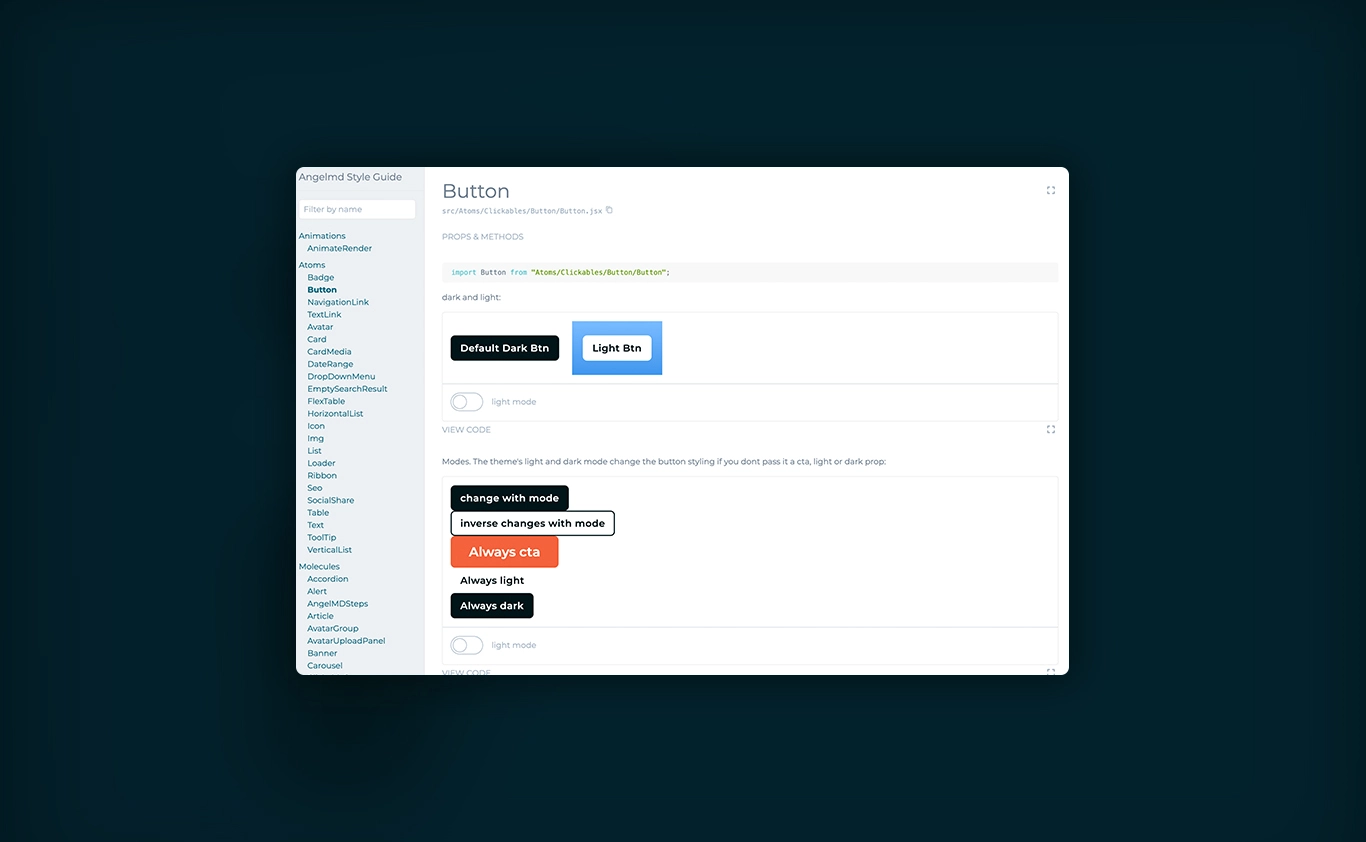 Angelmd Style Guide
Filter by name
Animations
AnimateRender
Atoms
Badge
Button
NavigationLink
TextLink
Avatar
Card
CardMedia
DateRange
DropDownMenu
EmptySearchResult
FlexTable
HorizontalList
Icon
Img
List
Loader
Ribbon
Seo
SocialShare
Table
Text
ToolTip
VerticalList
Molecules
Accordion
Alert
AngelMDSteps
Article
AvatarGroup
AvatarUploadPanel
Banner
Carousel
Button
src/Atoms/Clickables/Button/Button.jsx
PROPS & METHODS
import Button from "Atoms/Clickables/Button/Button";
dark and light:
Default Dark Btn
Light Btn
light mode
VIEW CODE
Modes. The theme's light and dark mode change the button styling if you dont pass it a cta, light or dark prop:
change with mode
inverse changes with mode
Always cta
Always light
Always dark
light mode
VIEW CODE